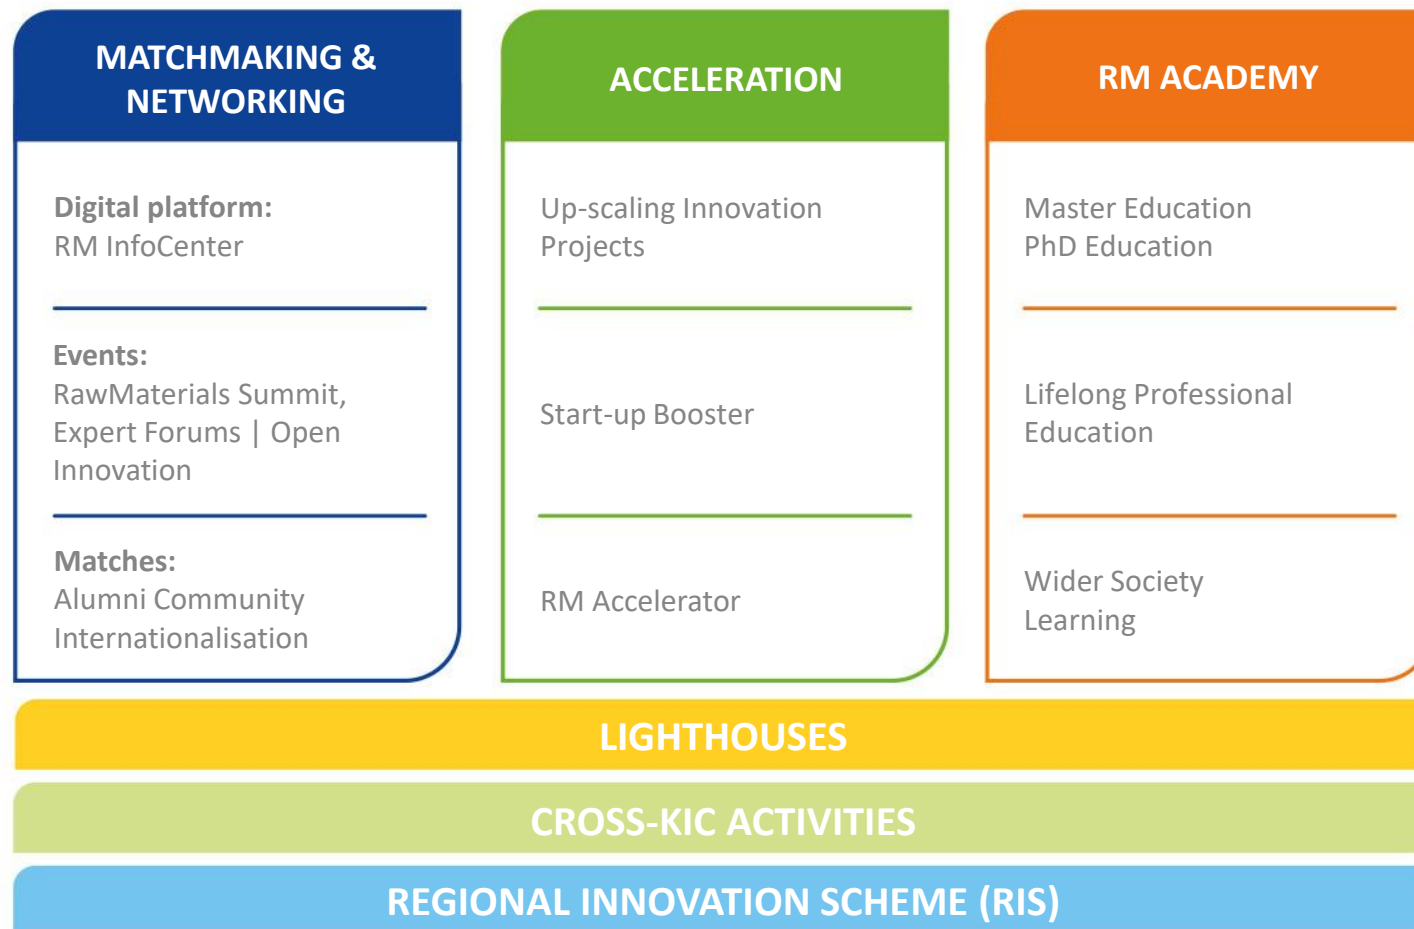 MATCHMAKING &
NETWORKING
Digital platform:
RM InfoCenter
Events:
RawMaterials Summit,
Expert Forums | Open
Innovation
Matches:
Alumni Community
Internationalisation
ACCELERATION
Up-scaling Innovation
Projects
Start-up Booster
RM Accelerator
RM ACADEMY
Master Education
PhD Education
Lifelong Professional
Education
Wider Society
Learning
LIGHTHOUSES
CROSS-KIC ACTIVITIES
REGIONAL INNOVATION SCHEME (RIS)